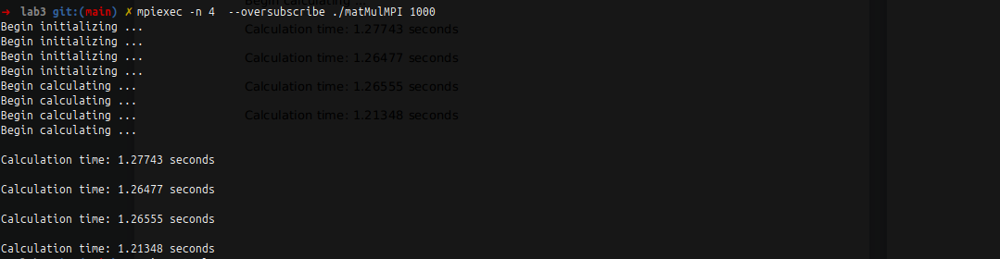 → lab3 git:(main) ✗ mpiexec -n 4  --oversubscribe ./matMulMPI 1000
Begin initializing ...
Begin initializing ...
Begin initializing ...
Begin initializing ...
Begin calculating ...
Begin calculating ...
Begin calculating ...
Begin calculating ...
Calculation time: 1.27743 seconds
Calculation time: 1.26477 seconds
Calculation time: 1.26555 seconds
Calculation time: 1.21348 seconds
Begin calculating ...
Calculation time: 1.27743 seconds
Calculation time: 1.26477 seconds
Calculation time: 1.26555 seconds
Calculation time: 1.21348 seconds